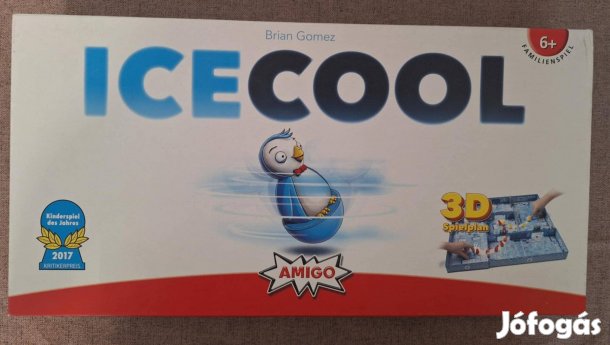 Brian Gomez
6+
FAMILIENSPIEL
ICECOOL
Kinderspiel
des Jahres
2017
KRITIKERPREIS
3D
Spielplan
AMIGO
Jófogás